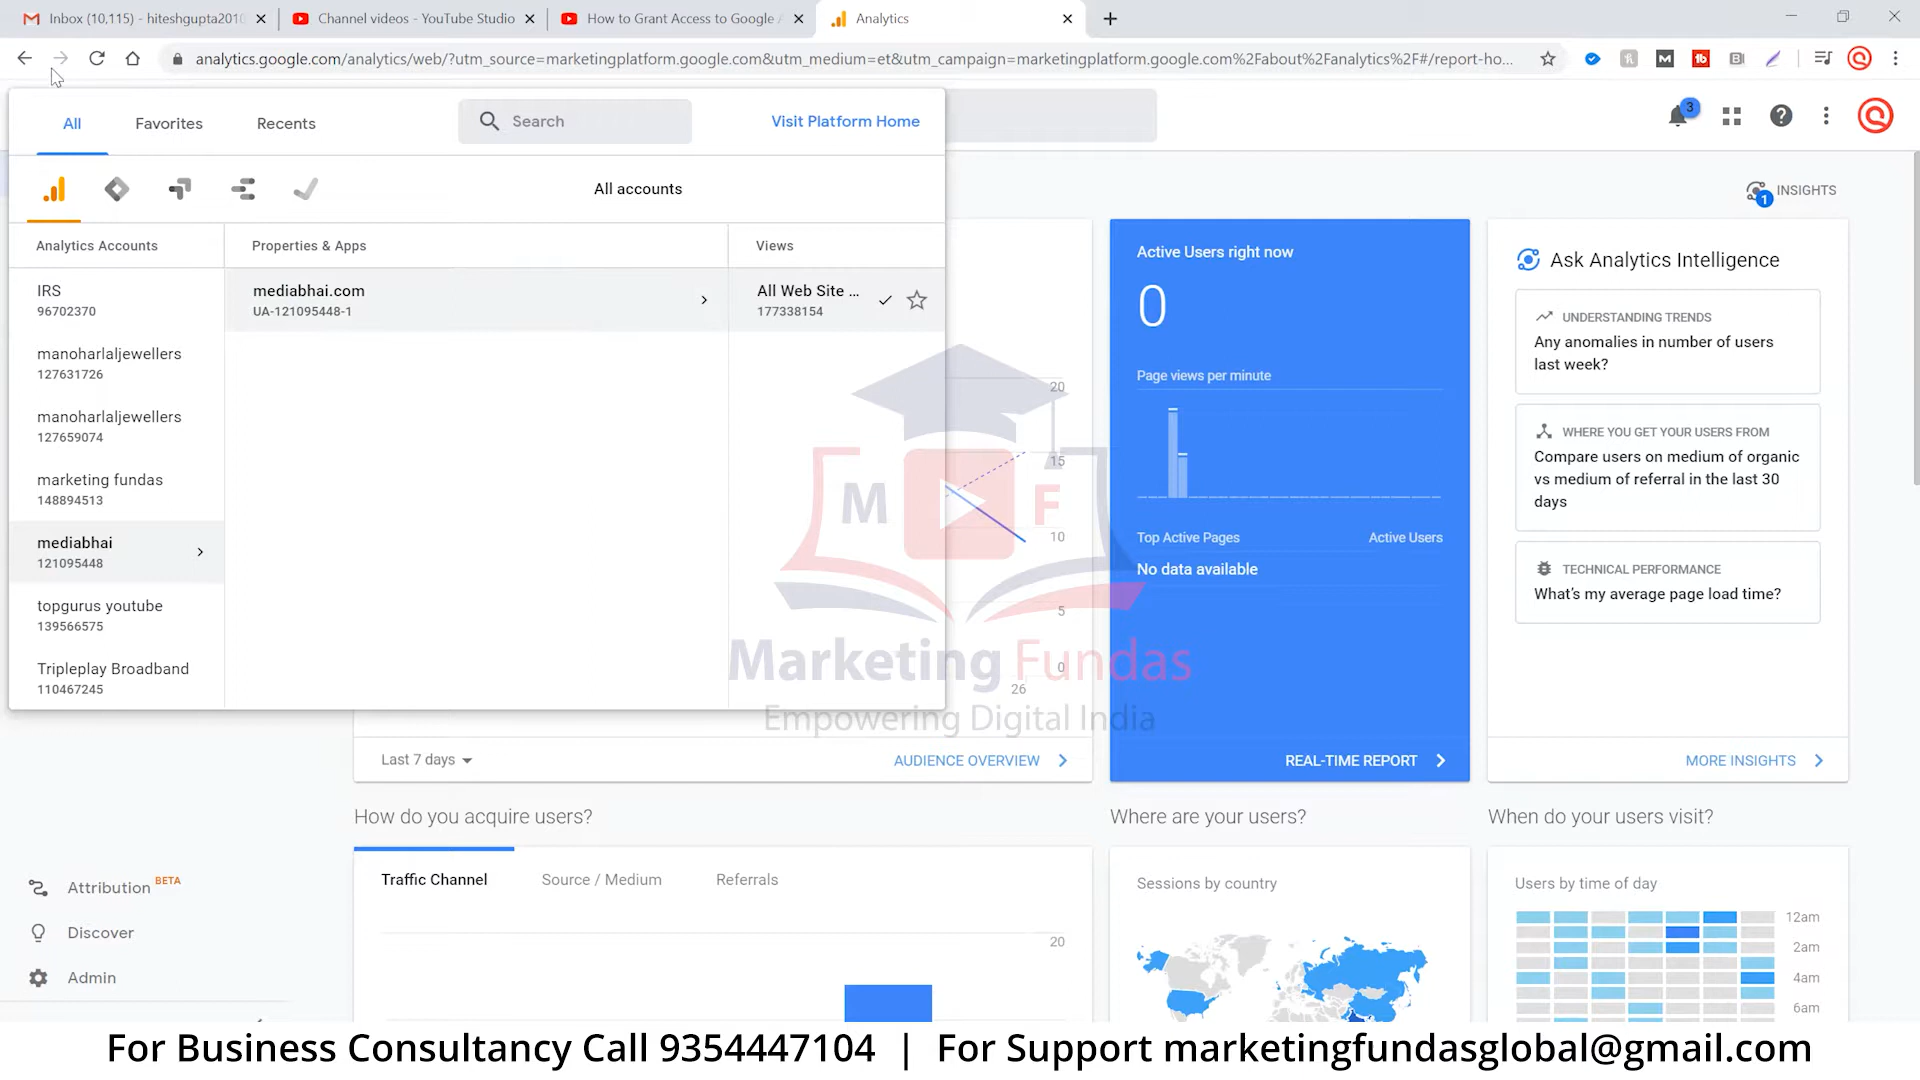 Inbox (10,115) - hiteshgupta2010
Channel videos - YouTube Studio
How to Grant Access to Google A
Analytics
analytics.google.com/analytics/web/?utm_source=marketingplatform.google.com&utm_medium=et&utm_campaign=marketingplatform.google.com%2Fabout%2Fanalytics%2F#/report-ho...
All
Favorites
Recents
Search
Visit Platform Home
3
All accounts
INSIGHTS
1
Analytics Accounts
Properties & Apps
Views
IRS
96702370
manoharlaljewellers
127631726
manoharlaljewellers
127659074
marketing fundas
148894513
mediabhai
121095448
topgurus youtube
139566575
Tripleplay Broadband
110467245
mediabhai.com
UA-121095448-1
All Web Site ...
177338154
20
15
10
5
0
26
Last 7 days
AUDIENCE OVERVIEW
Active Users right now
0
Page views per minute
Top Active Pages
Active Users
No data available
REAL-TIME REPORT
Ask Analytics Intelligence
UNDERSTANDING TRENDS
Any anomalies in number of users
last week?
WHERE YOU GET YOUR USERS FROM
Compare users on medium of organic
vs medium of referral in the last 30
days
TECHNICAL PERFORMANCE
What's my average page load time?
MORE INSIGHTS
M F
Marketing Fundas
Empowering Digital India
Attribution BETA
Discover
Admin
How do you acquire users?
Traffic Channel
Source / Medium
Referrals
20
Where are your users?
Sessions by country
When do your users visit?
Users by time of day
12am
2am
4am
6am
For Business Consultancy Call 9354447104 | For Support marketingfundasglobal@gmail.com